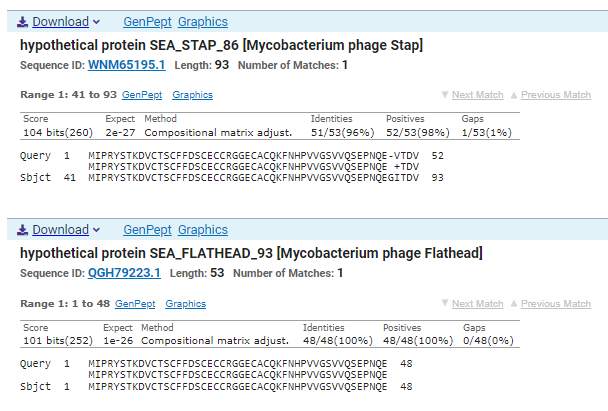 Download GenPept Graphics
hypothetical protein SEA_STAP_86 [Mycobacterium phage Stap]
Sequence ID: WNM65195.1 Length: 93 Number of Matches: 1
Range 1: 41 to 93 GenPept Graphics Next Match Previous Match
Score Expect Method Identities Positives Gaps
104 bits(260) 2e-27 Compositional matrix adjust. 51/53(96%) 52/53(98%) 1/53(1%)
Query 1 MIPRYSTKDVCTSCFFDSCECCRGGECACQKFNHPVVGSVVQSEPNQE-VTDV 52
MIPRYSTKDVCTSCFFDSCECCRGGECACQKFNHPVVGSVVQSEPNQE +TDV
Sbjct 41 MIPRYSTKDVCTSCFFDSCECCRGGECACQKFNHPVVGSVVQSEPNQEGITDV 93
Download GenPept Graphics
hypothetical protein SEA_FLATHEAD_93 [Mycobacterium phage Flathead]
Sequence ID: QGH79223.1 Length: 53 Number of Matches: 1
Range 1: 1 to 48 GenPept Graphics Next Match Previous Match
Score Expect Method Identities Positives Gaps
101 bits(252) 1e-26 Compositional matrix adjust. 48/48(100%) 48/48(100%) 0/48(0%)
Query 1 MIPRYSTKDVCTSCFFDSCECCRGGECACQKFNHPVVGSVVQSEPNQE 48
MIPRYSTKDVCTSCFFDSCECCRGGECACQKFNHPVVGSVVQSEPNQE
Sbjct 1 MIPRYSTKDVCTSCFFDSCECCRGGECACQKFNHPVVGSVVQSEPNQE 48